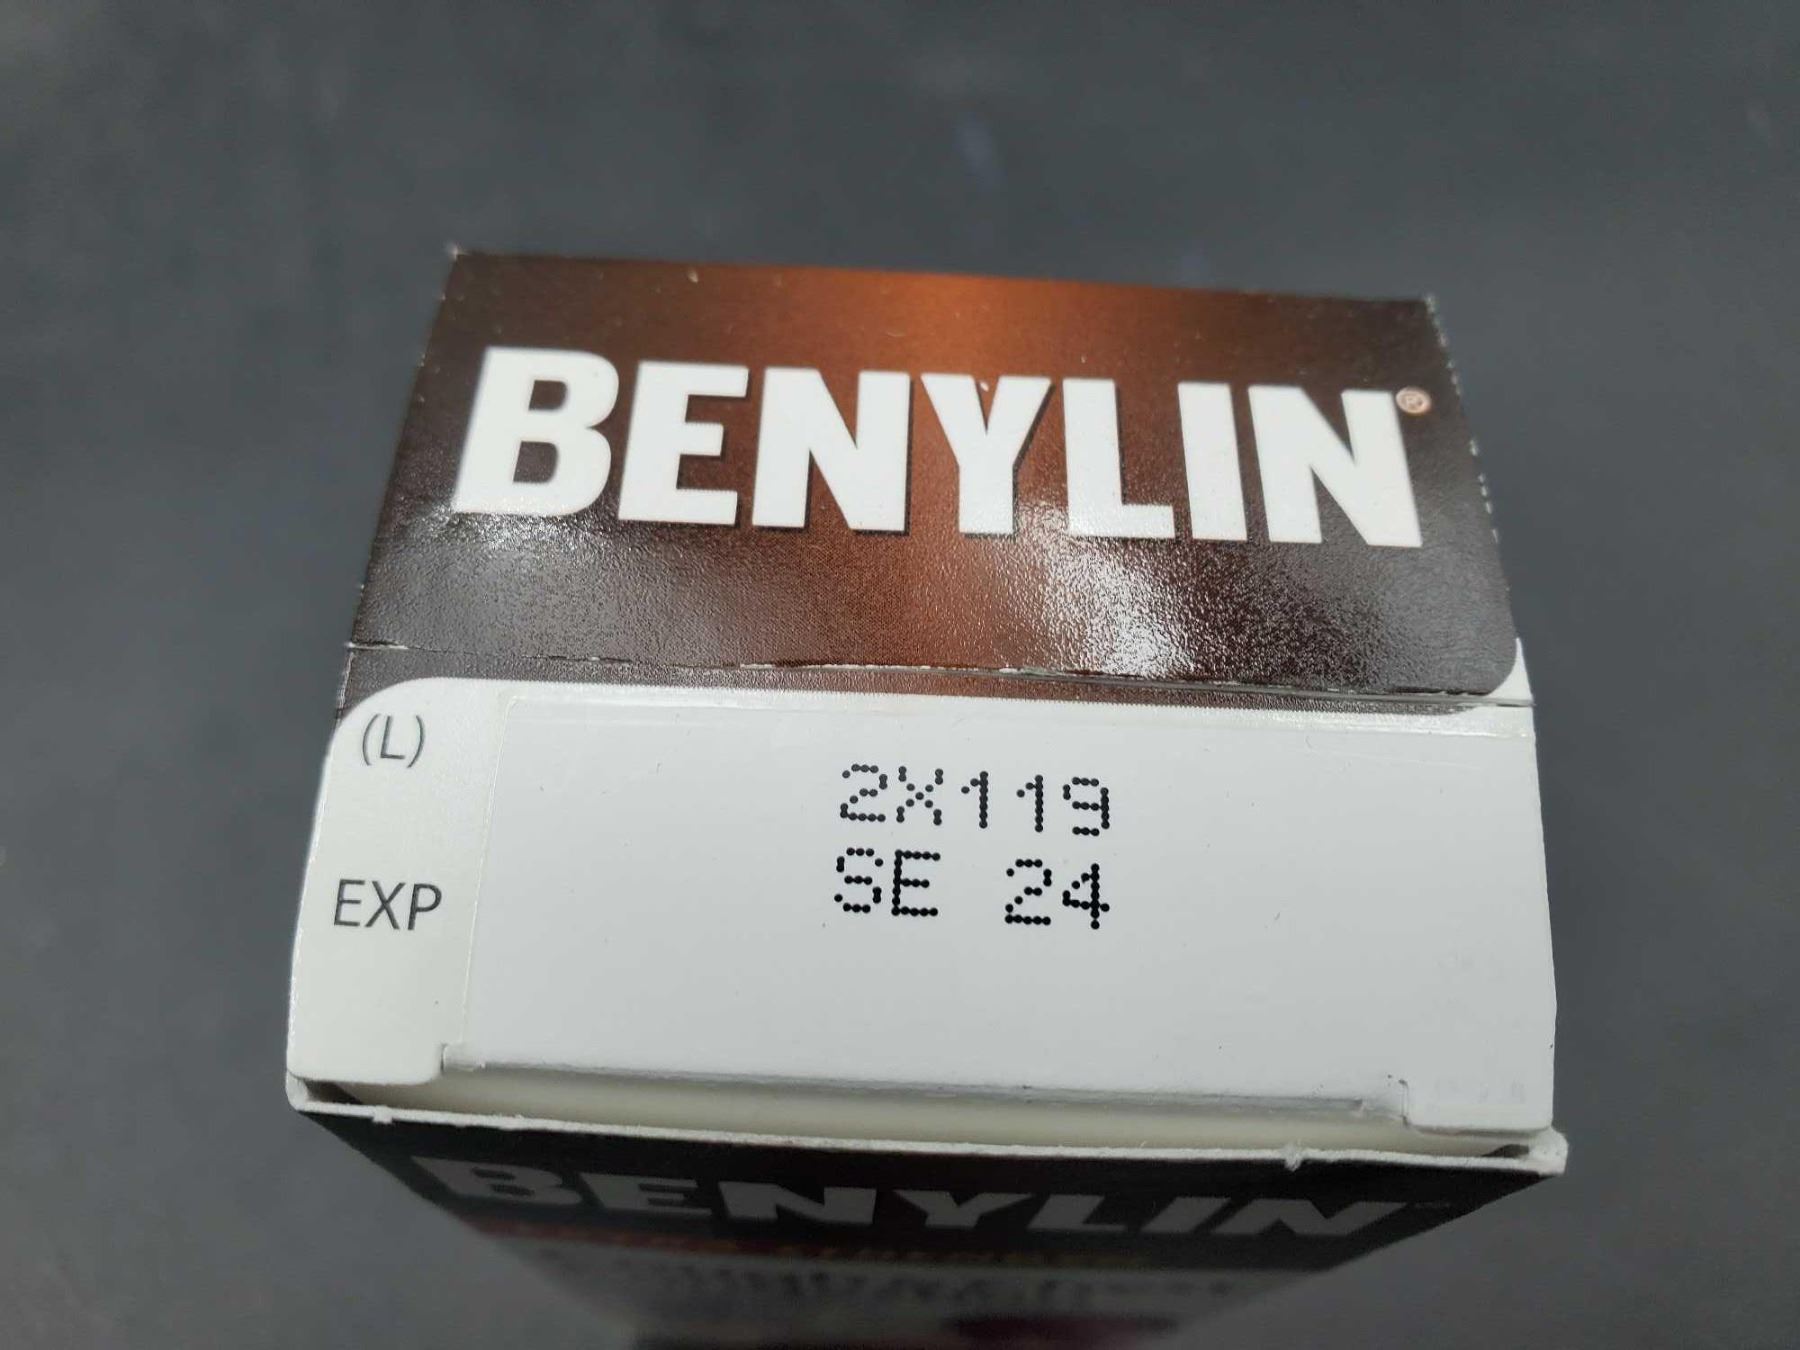 BENYLIN®
(L) 2X119
EXP SE 24
BENYLIN